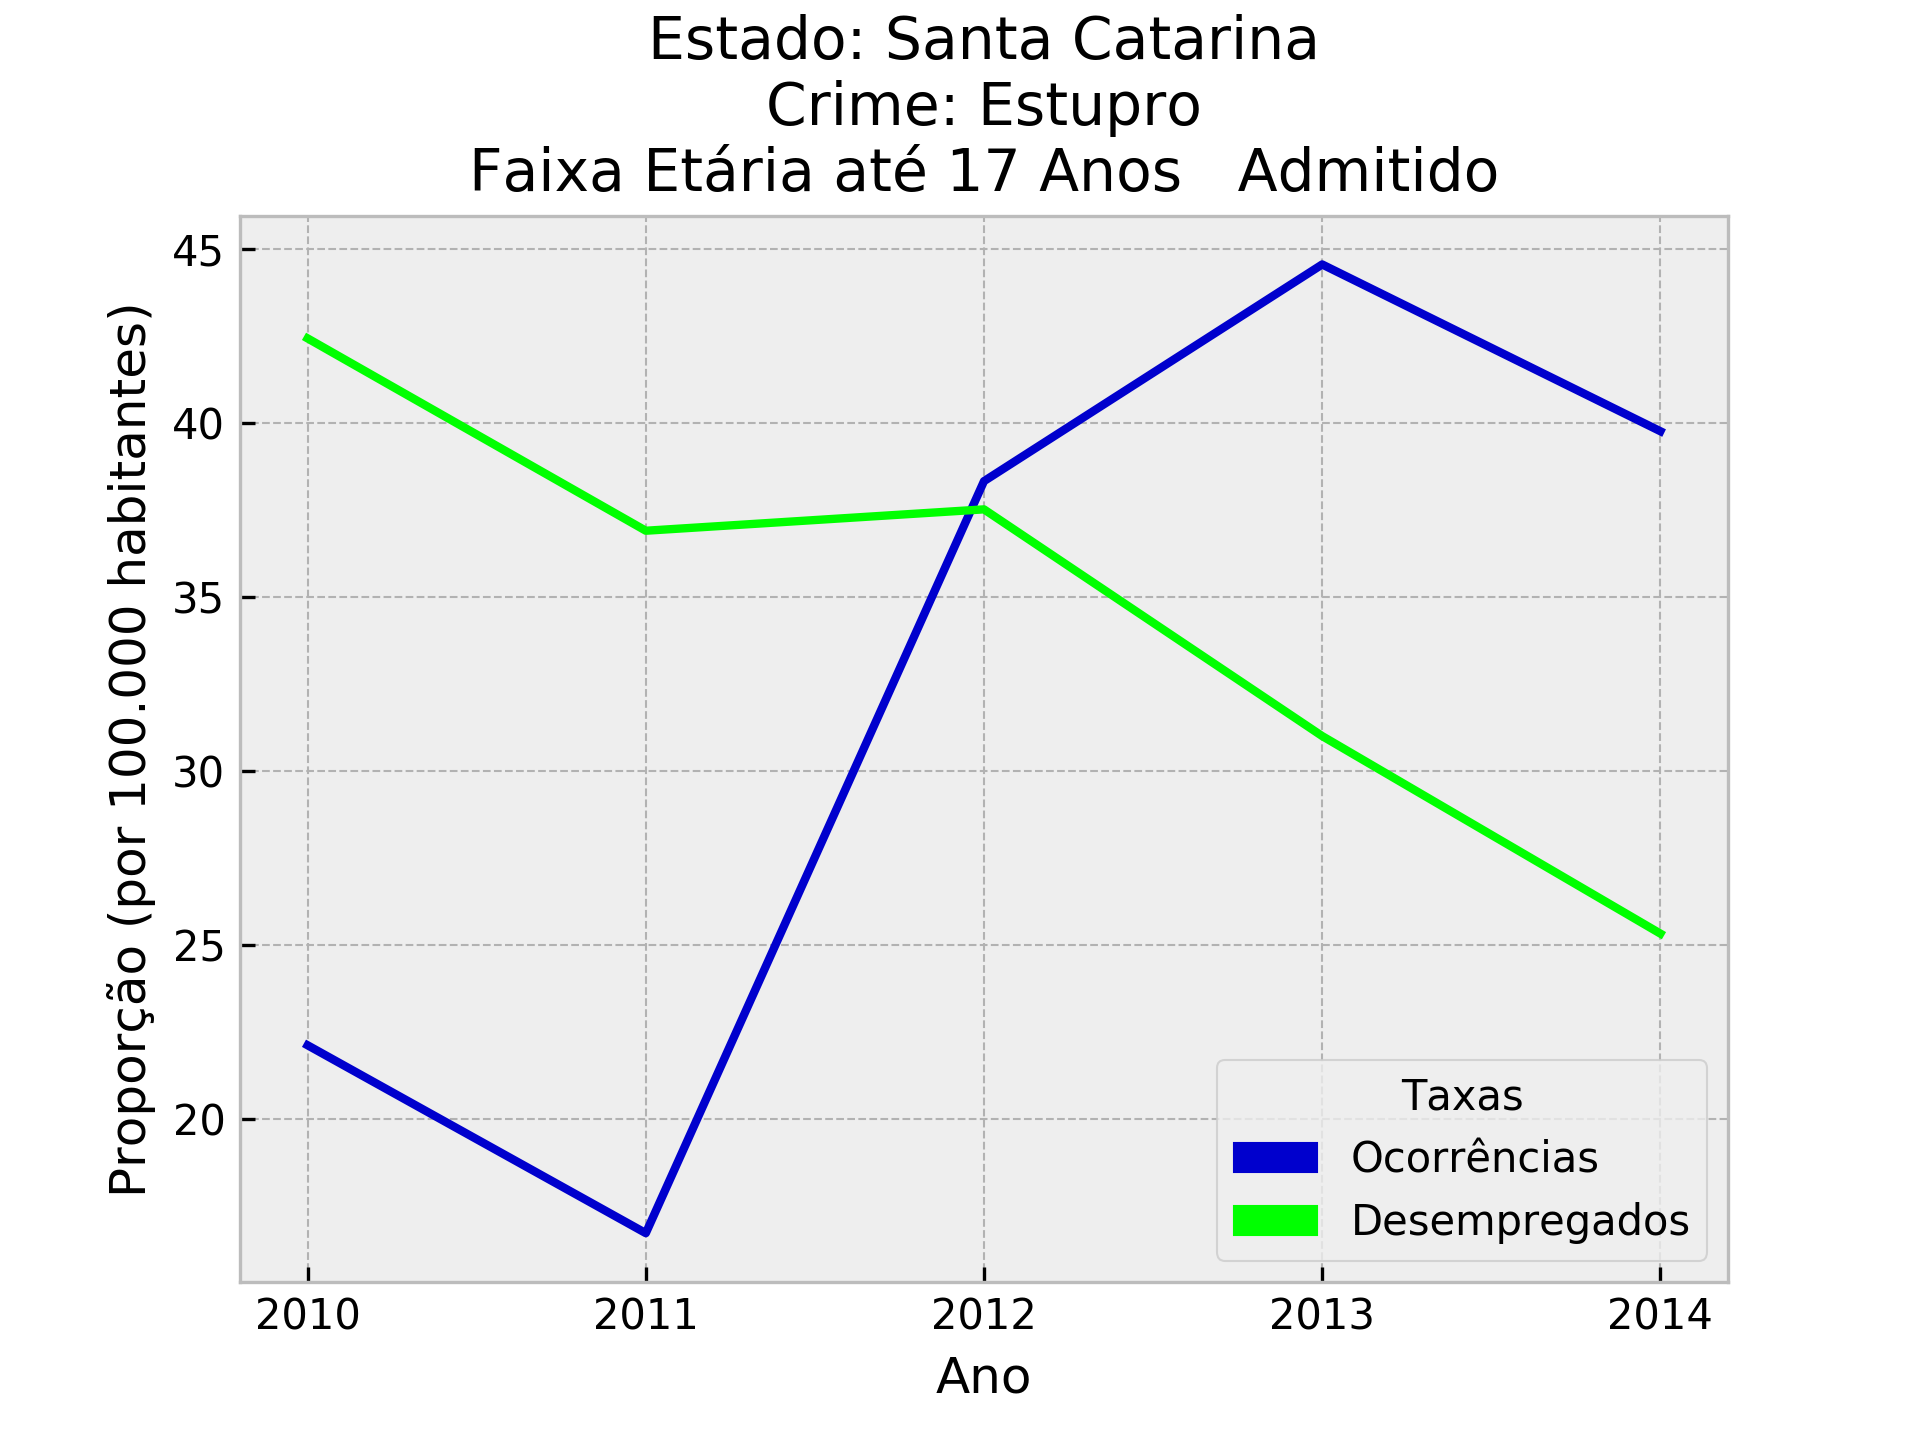 Estado: Santa Catarina
Crime: Estupro
Faixa Etária até 17 Anos   Admitido
Proporção (por 100.000 habitantes)
45
40
35
30
25
20
Taxas
Ocorrências
Desempregados
2010
2011
2012
2013
2014
Ano